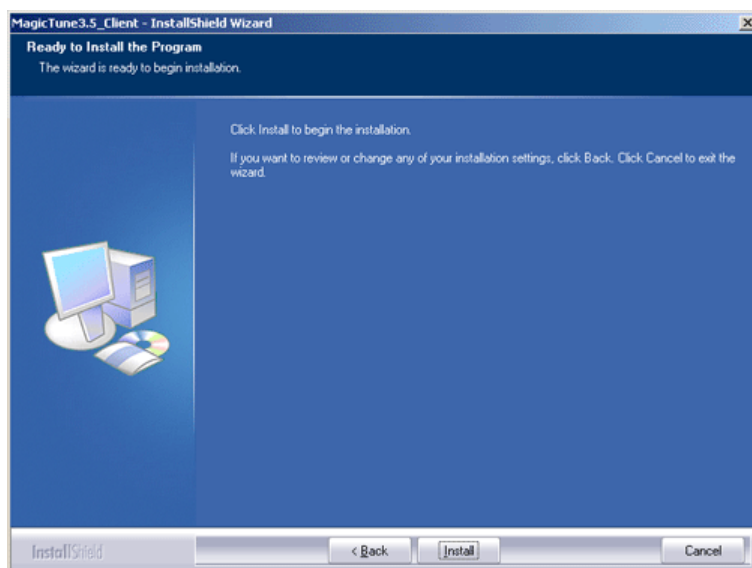 MagicTune3.5_Client - InstallShield Wizard
Ready to Install the Program
The wizard is ready to begin installation.
Click Install to begin the installation.
If you want to review or change any of your installation settings, click Back. Click Cancel to exit the
wizard.
InstallShield
< Back
Install
Cancel